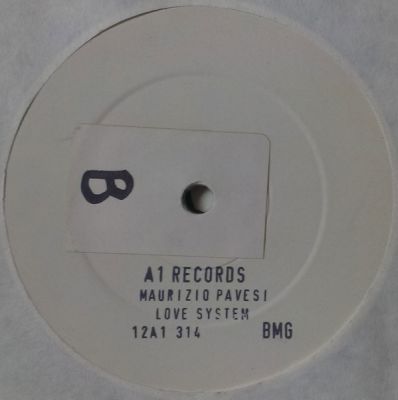 B
A1 RECORDS
MAURIZIO PAVESI
LOVE SYSTEM
12A1 314 BMG